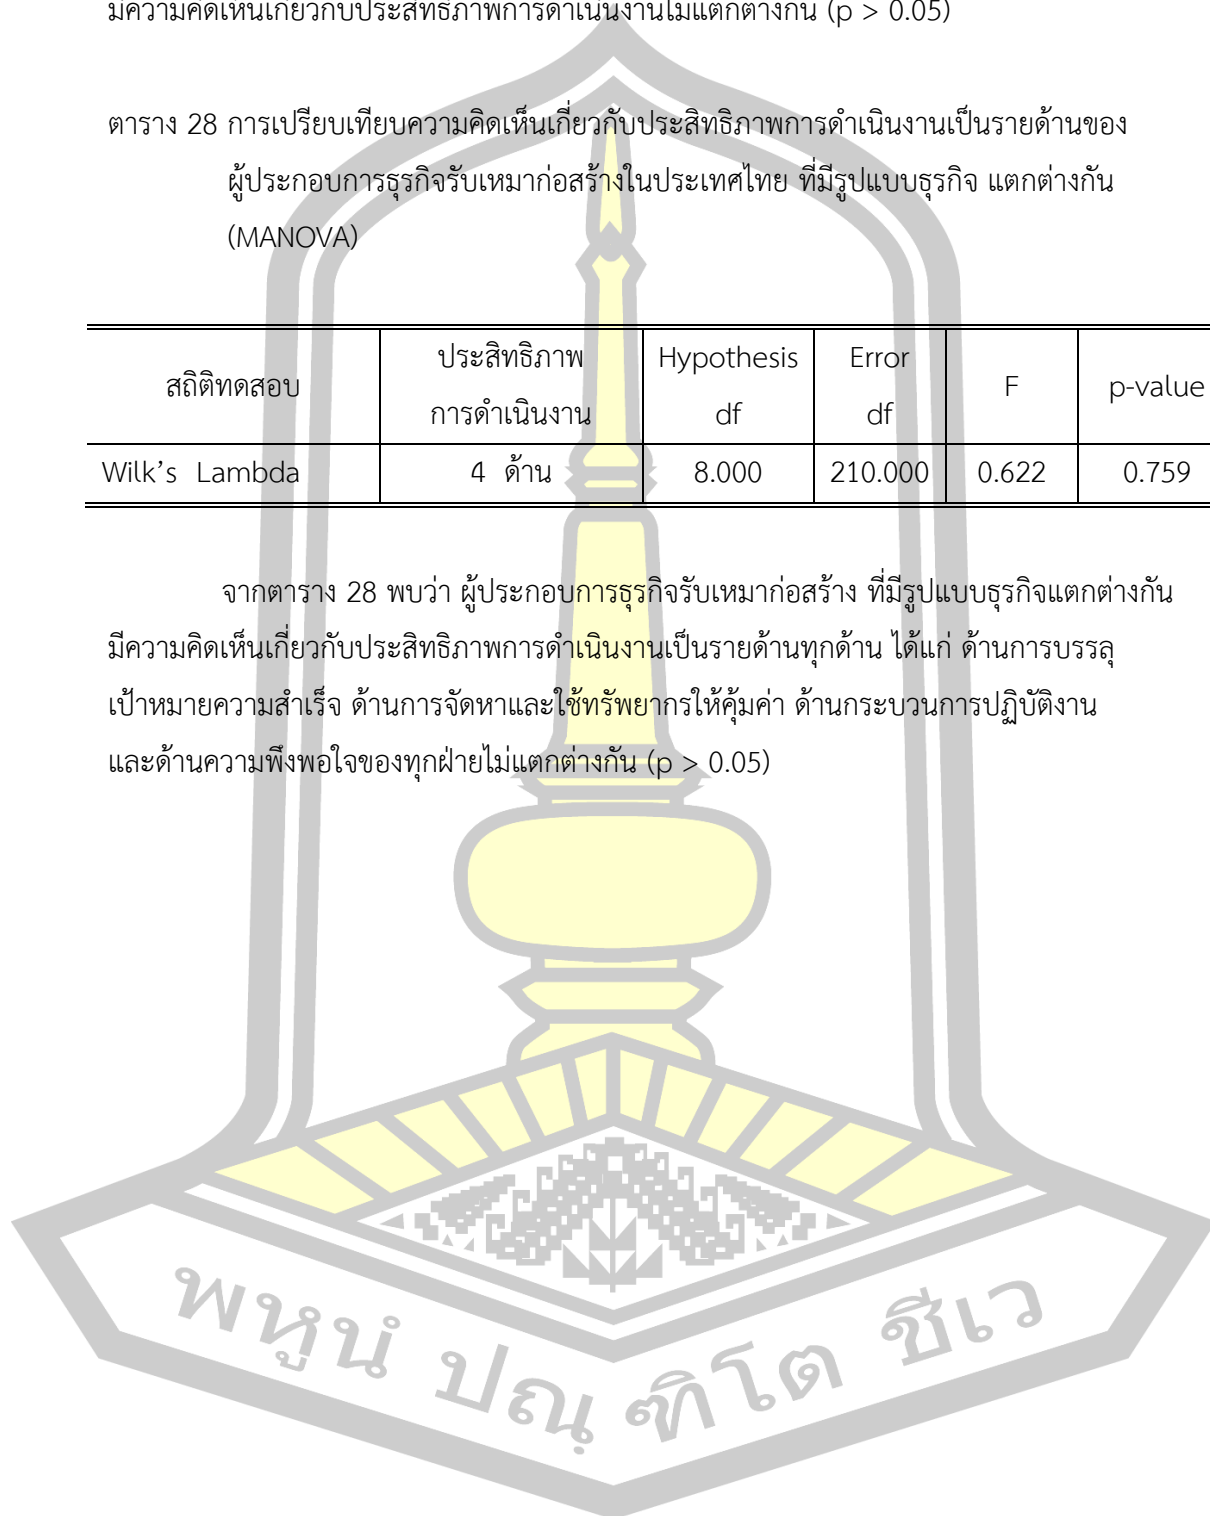 มีความคิดเห็นเกี่ยวกับประสิทธิภาพการดำเนินงานไม่แตกต่างกัน (p > 0.05)
ตาราง 28 การเปรียบเทียบความคิดเห็นเกี่ยวกับประสิทธิภาพการดำเนินงานเป็นรายด้านของ
ผู้ประกอบการธุรกิจรับเหมาก่อสร้างในประเทศไทย ที่มีรูปแบบธุรกิจ แตกต่างกัน
(MANOVA)
สถิติทดสอบ ประสิทธิภาพ Hypothesis Error F p-value
การดำเนินงาน df df
Wilk’s Lambda 4 ด้าน 8.000 210.000 0.622 0.759
จากตาราง 28 พบว่า ผู้ประกอบการธุรกิจรับเหมาก่อสร้าง ที่มีรูปแบบธุรกิจแตกต่างกัน
มีความคิดเห็นเกี่ยวกับประสิทธิภาพการดำเนินงานเป็นรายด้านทุกด้าน ได้แก่ ด้านการบรรลุ
เป้าหมายความสำเร็จ ด้านการจัดหาและใช้ทรัพยากรให้คุ้มค่า ด้านกระบวนการปฏิบัติงาน
และด้านความพึงพอใจของทุกฝ่ายไม่แตกต่างกัน (p > 0.05)
พหูนํ ปณฺฑิโต ชีเว